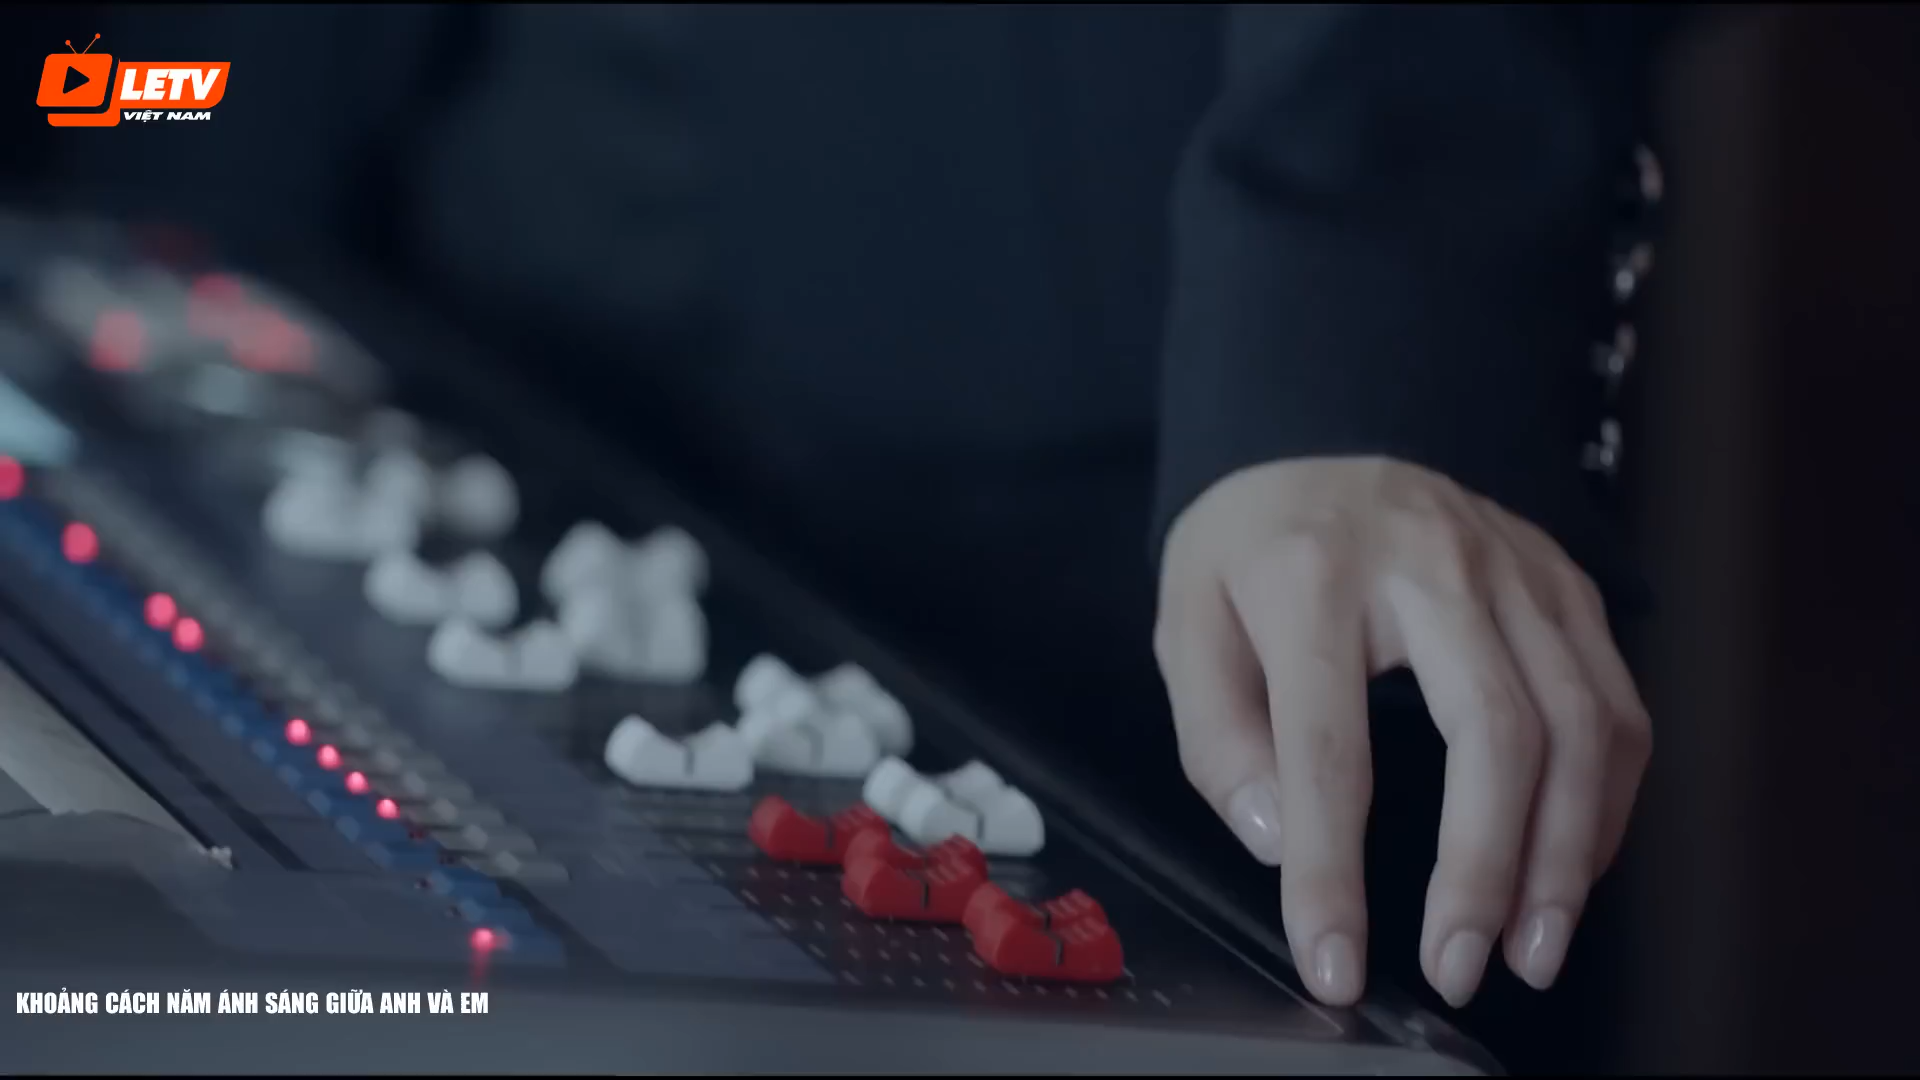 LETV
VIỆT NAM
KHOẢNG CÁCH NĂM ÁNH SÁNG GIỮA ANH VÀ EM